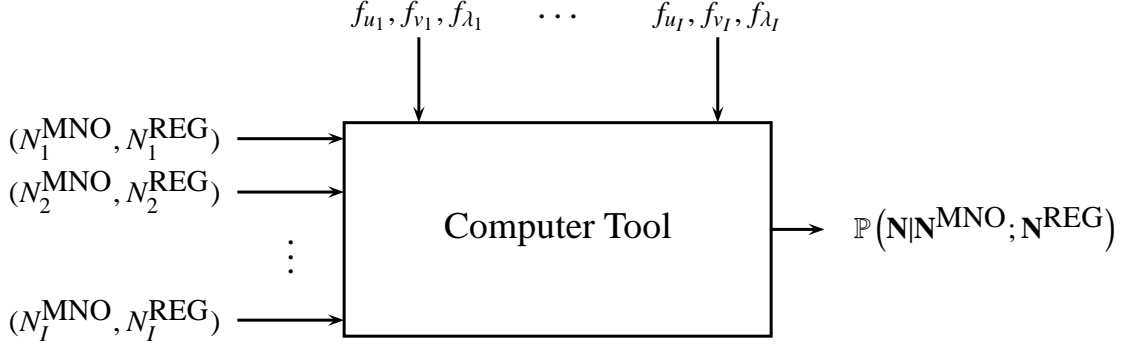 f_{u_1}, f_{v_1}, f_{λ_1} ⋯ f_{u_I}, f_{v_I}, f_{λ_I}
(N_1^{MNO}, N_1^{REG})
(N_2^{MNO}, N_2^{REG})
Computer Tool
ℙ(𝐍|𝐍^{MNO}; 𝐍^{REG})
⋮
(N_I^{MNO}, N_I^{REG})